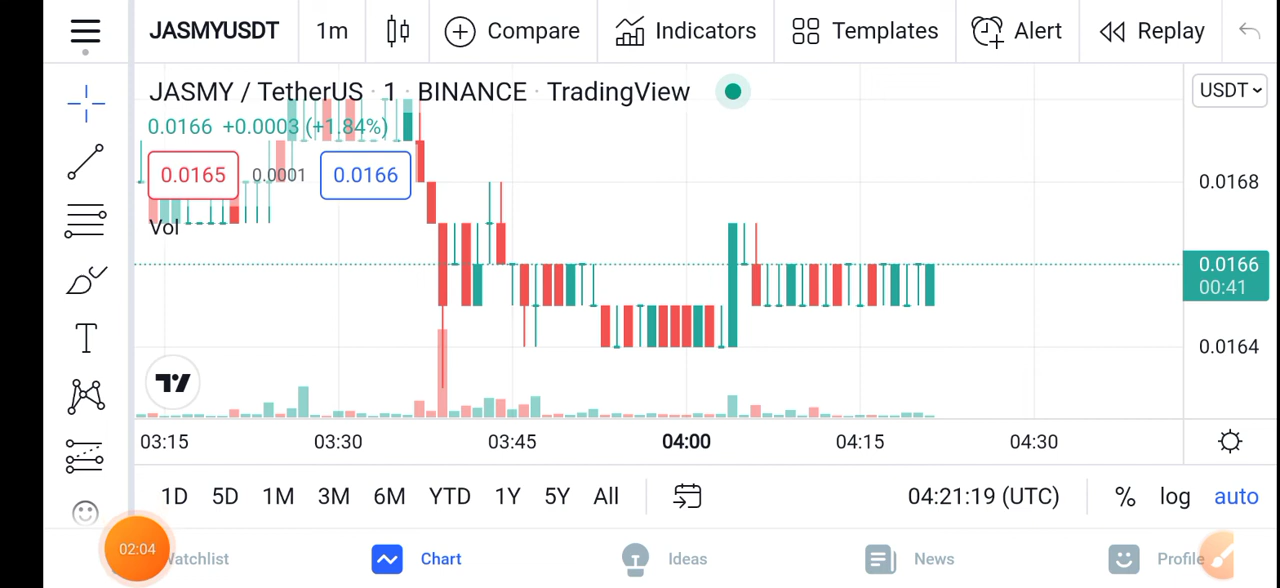 JASMYUSDT 1m Compare Indicators Templates Alert Replay
JASMY / TetherUS · 1 · BINANCE · TradingView
USDT
0.0166 +0.0003 (+1.84%)
0.0165 0.0001 0.0166
0.0168
Vol
0.0166
00:41
0.0164
T
03:15 03:30 03:45 04:00 04:15 04:30
1D 5D 1M 3M 6M YTD 1Y 5Y All 04:21:19 (UTC) % log auto
02:04
Watchlist Chart Ideas News Profile